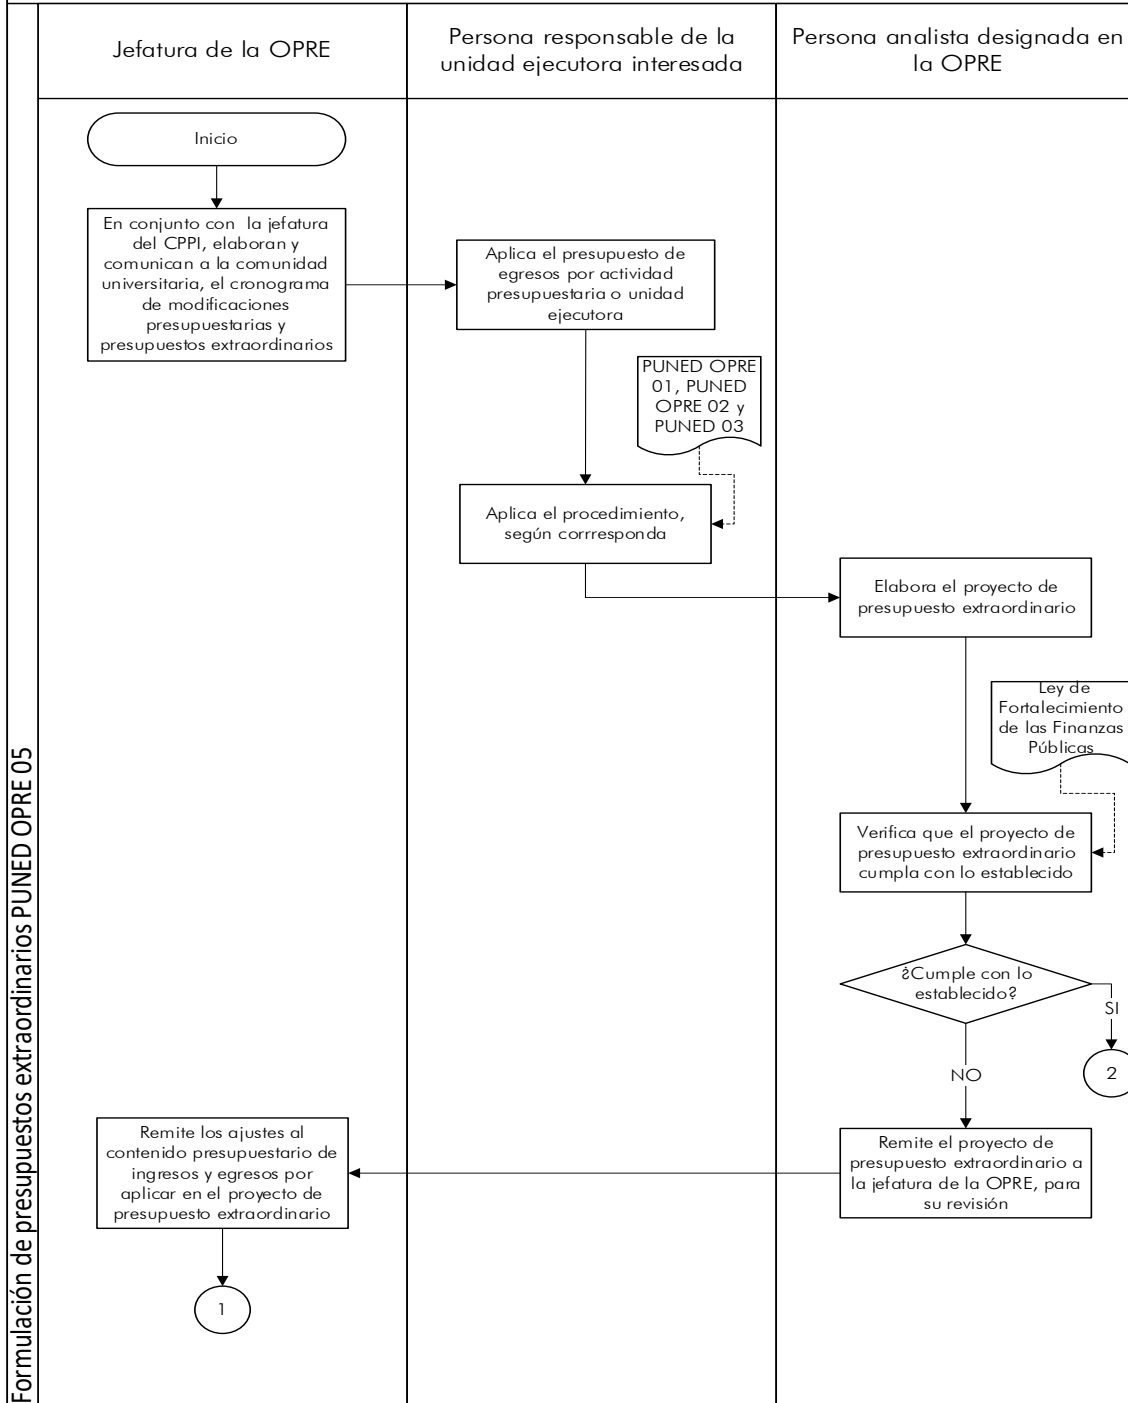 Formulación de presupuestos extraordinarios PUNED OPRE 05
Jefatura de la OPRE
Persona responsable de la
unidad ejecutora interesada
Persona analista designada en
la OPRE
Inicio
En conjunto con la jefatura
del CPPI, elaboran y
comunican a la comunidad
universitaria, el cronograma
de modificaciones
presupuestarias y
presupuestos extraordinarios
Aplica el presupuesto de
egresos por actividad
presupuestaria o unidad
ejecutora
PUNED OPRE
01, PUNED
OPRE 02 y
PUNED 03
Aplica el procedimiento,
según corrresponda
Elabora el proyecto de
presupuesto extraordinario
Ley de
Fortalecimiento
de las Finanzas
Públicas
Verifica que el proyecto de
presupuesto extraordinario
cumpla con lo establecido
¿Cumple con lo
establecido?
SI
2
NO
Remite el proyecto de
presupuesto extraordinario a
la jefatura de la OPRE, para
su revisión
Remite los ajustes al
contenido presupuestario de
ingresos y egresos por
aplicar en el proyecto de
presupuesto extraordinario
1